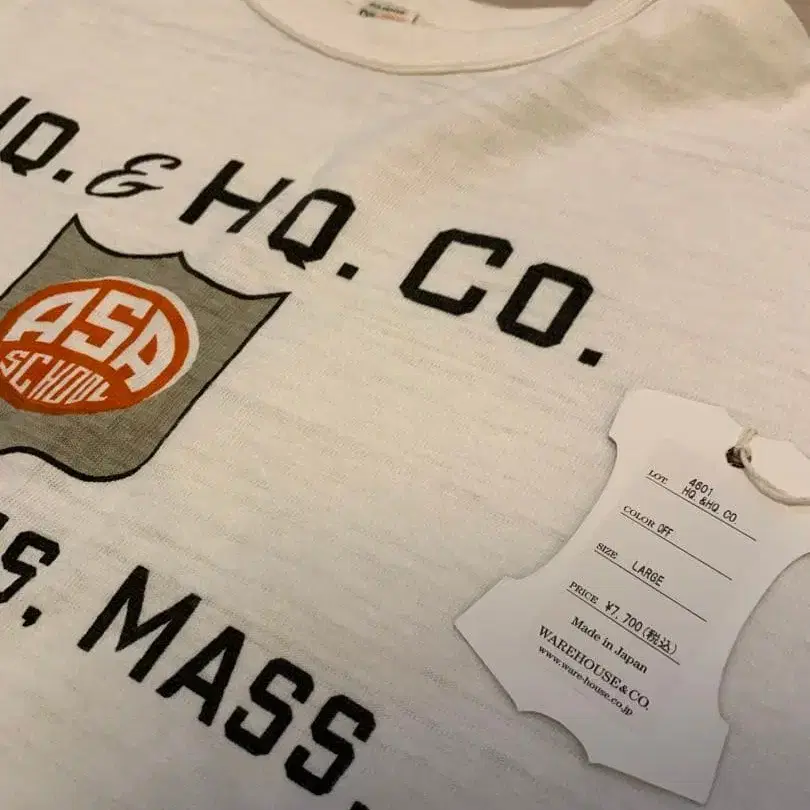 HQ. & HQ. CO.
ASA
SCHOOL
S, MASS.
LOT 4601
HQ. &HQ. CO.
COLOR OFF
SIZE LARGE
PRICE ¥7,700(税込)
Made in Japan
WAREHOUSE & CO.
www.ware-house.co.jp